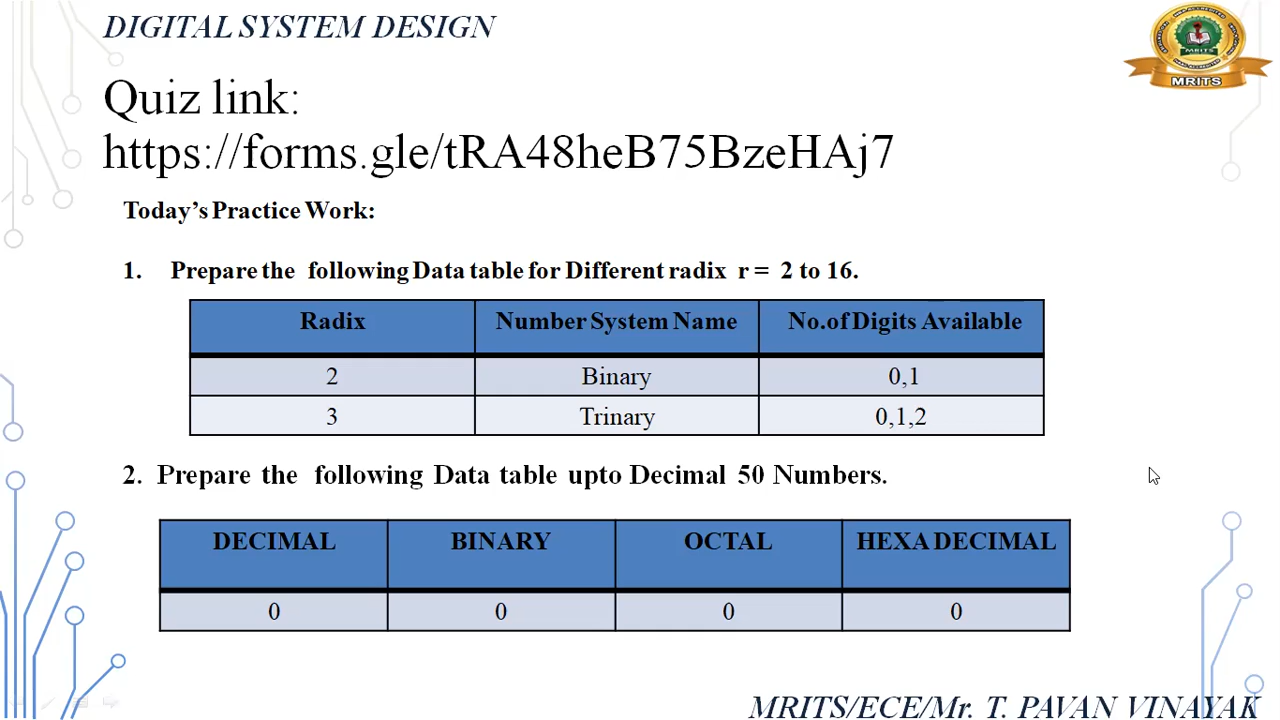 DIGITAL SYSTEM DESIGN
MRITS
Quiz link:
https://forms.gle/tRA48heB75BzeHAj7
Today's Practice Work:
1. Prepare the following Data table for Different radix r = 2 to 16.
Radix Number System Name No.of Digits Available
2 Binary 0,1
3 Trinary 0,1,2
2. Prepare the following Data table upto Decimal 50 Numbers.
DECIMAL BINARY OCTAL HEXA DECIMAL
0 0 0 0
MRITS/ECE/Mr. T. PAVAN VINAYAK